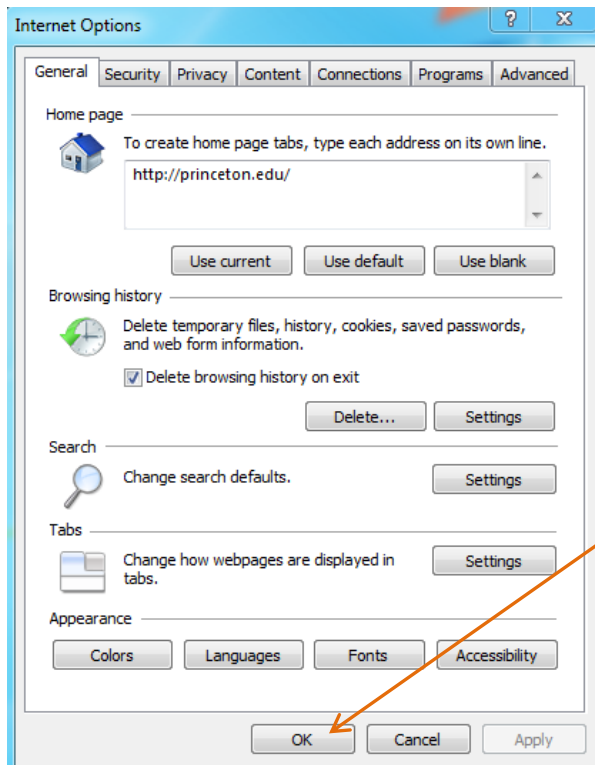 Internet Options
?
X
General Security Privacy Content Connections Programs Advanced
Home page
To create home page tabs, type each address on its own line.
http://princeton.edu/
Use current Use default Use blank
Browsing history
Delete temporary files, history, cookies, saved passwords,
and web form information.
Delete browsing history on exit
Delete... Settings
Search
Change search defaults. Settings
Tabs
Change how webpages are displayed in
tabs.
Settings
Appearance
Colors Languages Fonts Accessibility
OK Cancel Apply